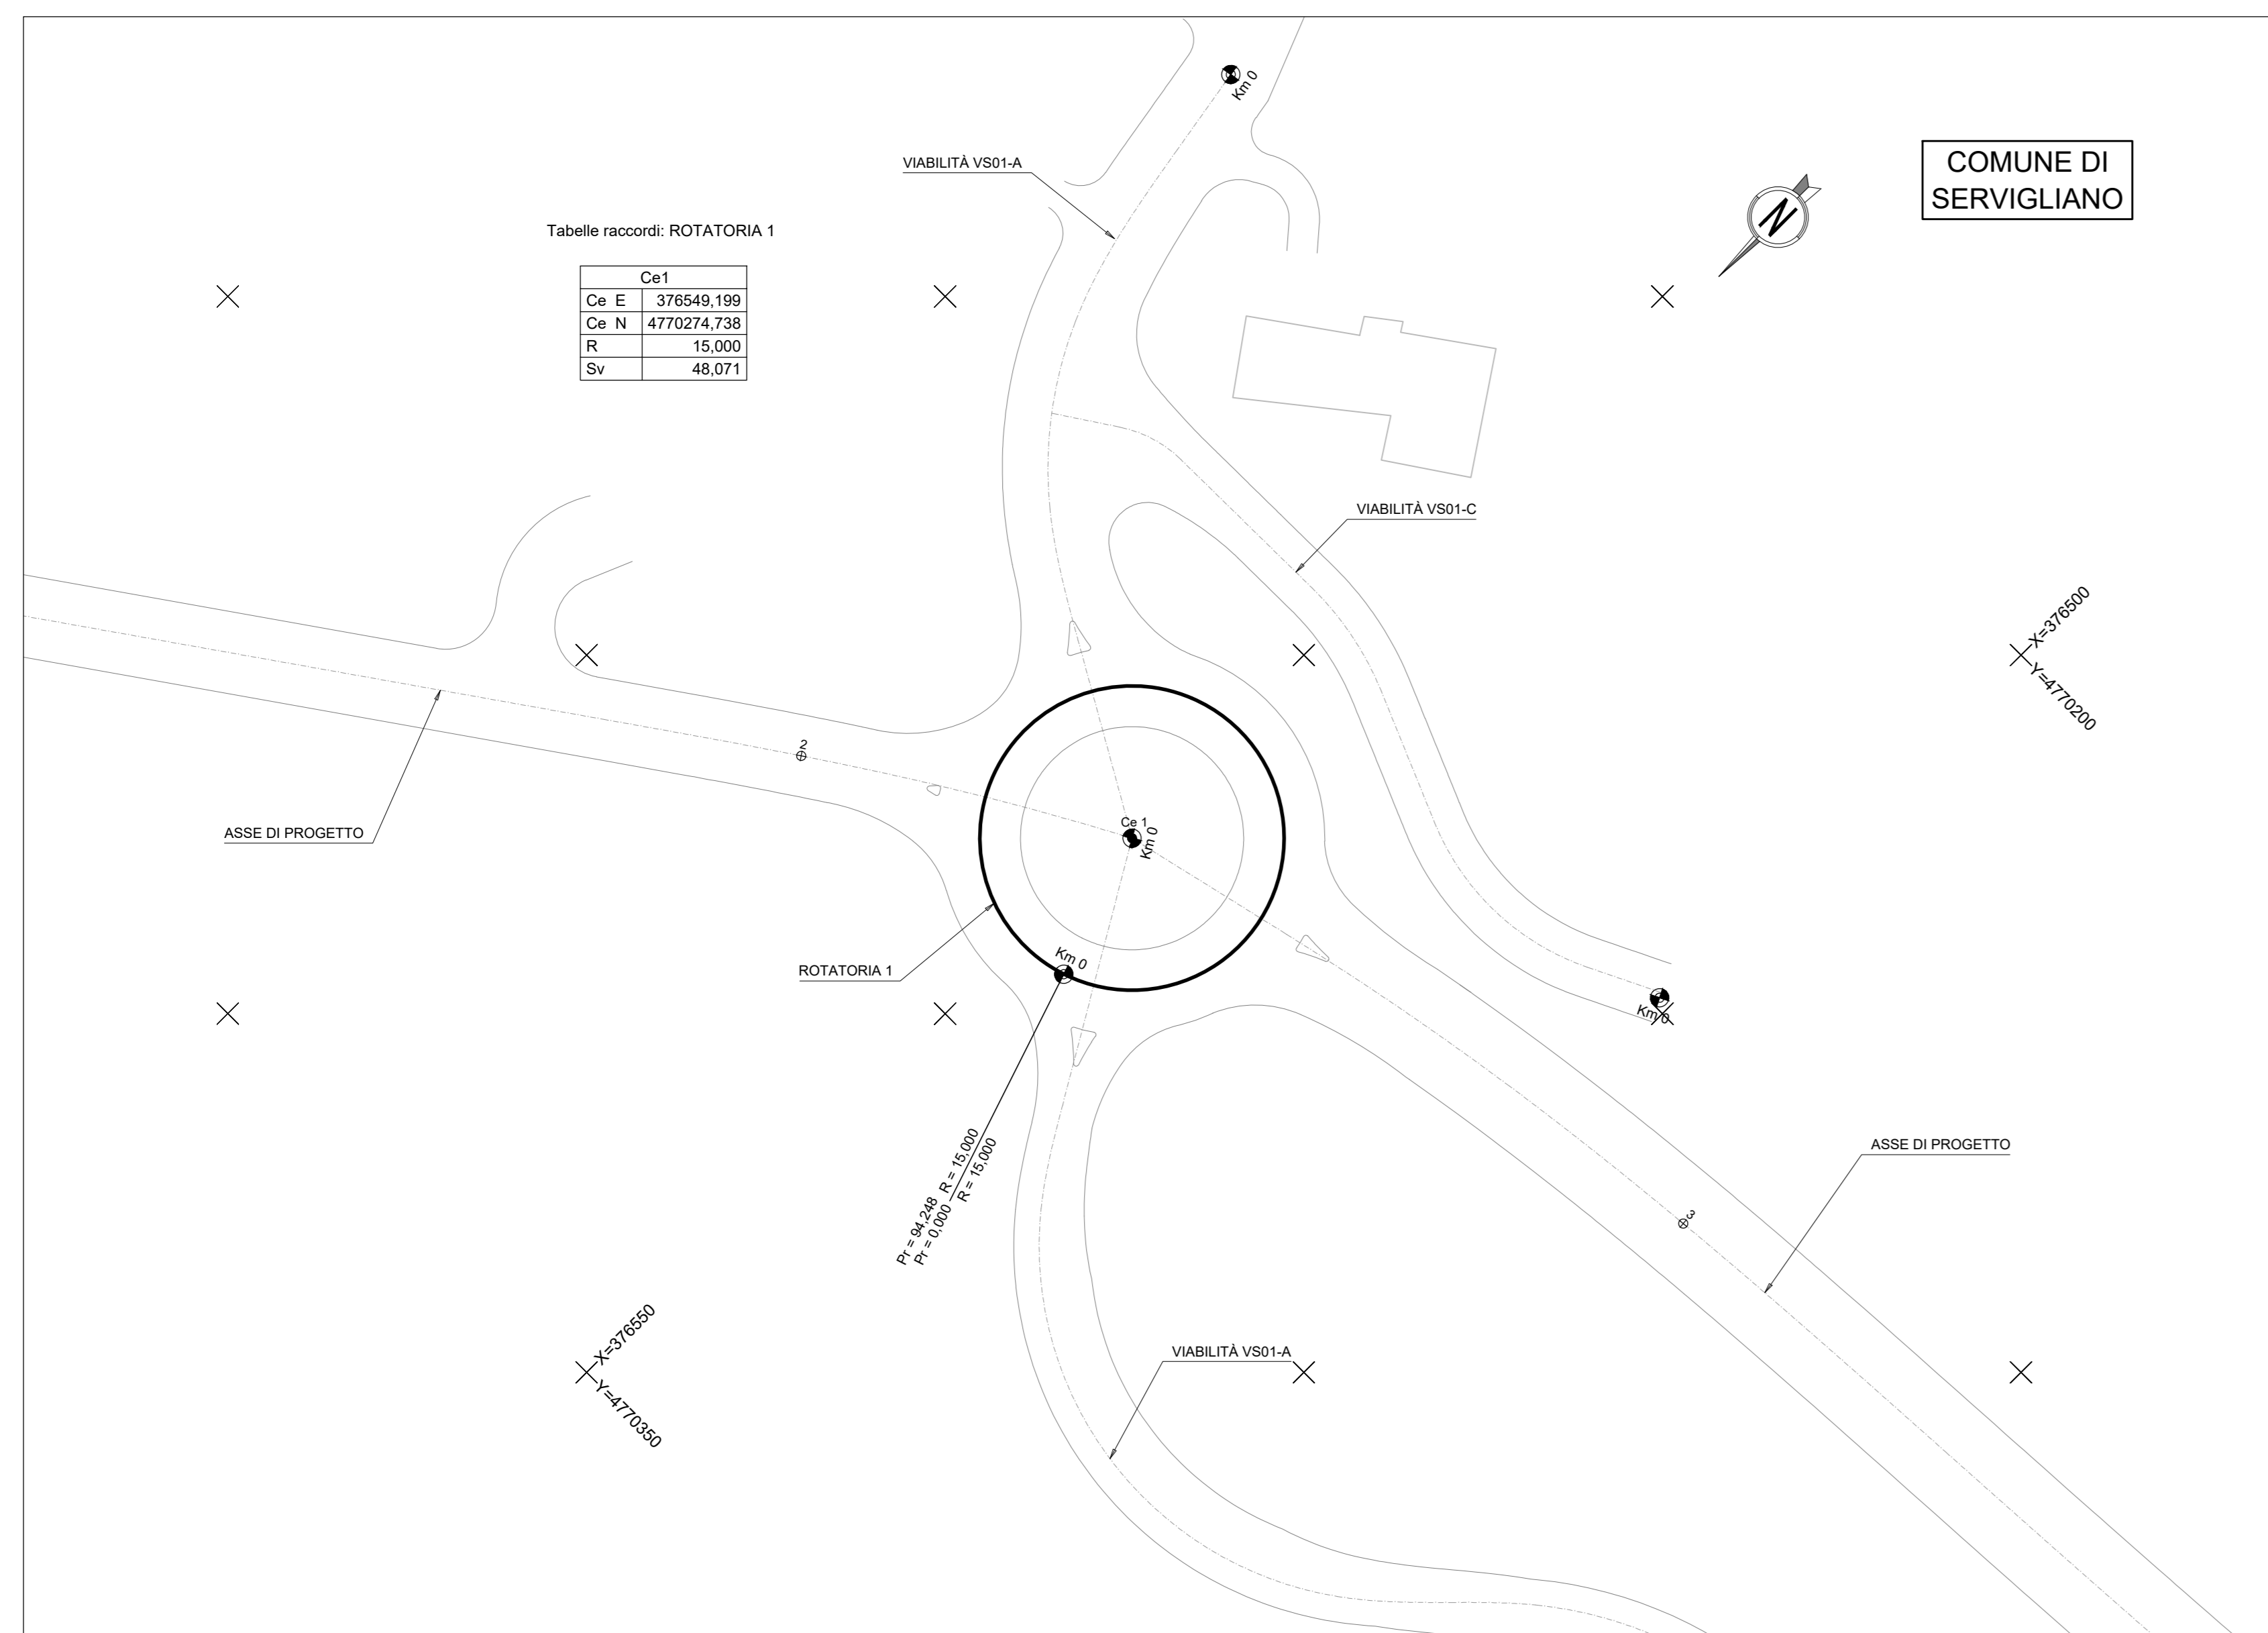 Km 0
VIABILITÀ VS01-A
COMUNE DI
SERVIGLIANO
N
Tabelle raccordi: ROTATORIA 1
Ce1
Ce E 376549,199
Ce N 4770274,738
R 15,000
Sv 48,071
VIABILITÀ VS01-C
X=376500
Y=4770200
2
ASSE DI PROGETTO
Ce 1
Km 0
ROTATORIA 1
Km 0
Km 0
Pr = 94,248 R = 15,000
Pr = 0,000 R = 15,000
ASSE DI PROGETTO
3
X=376550
Y=4770350
VIABILITÀ VS01-A